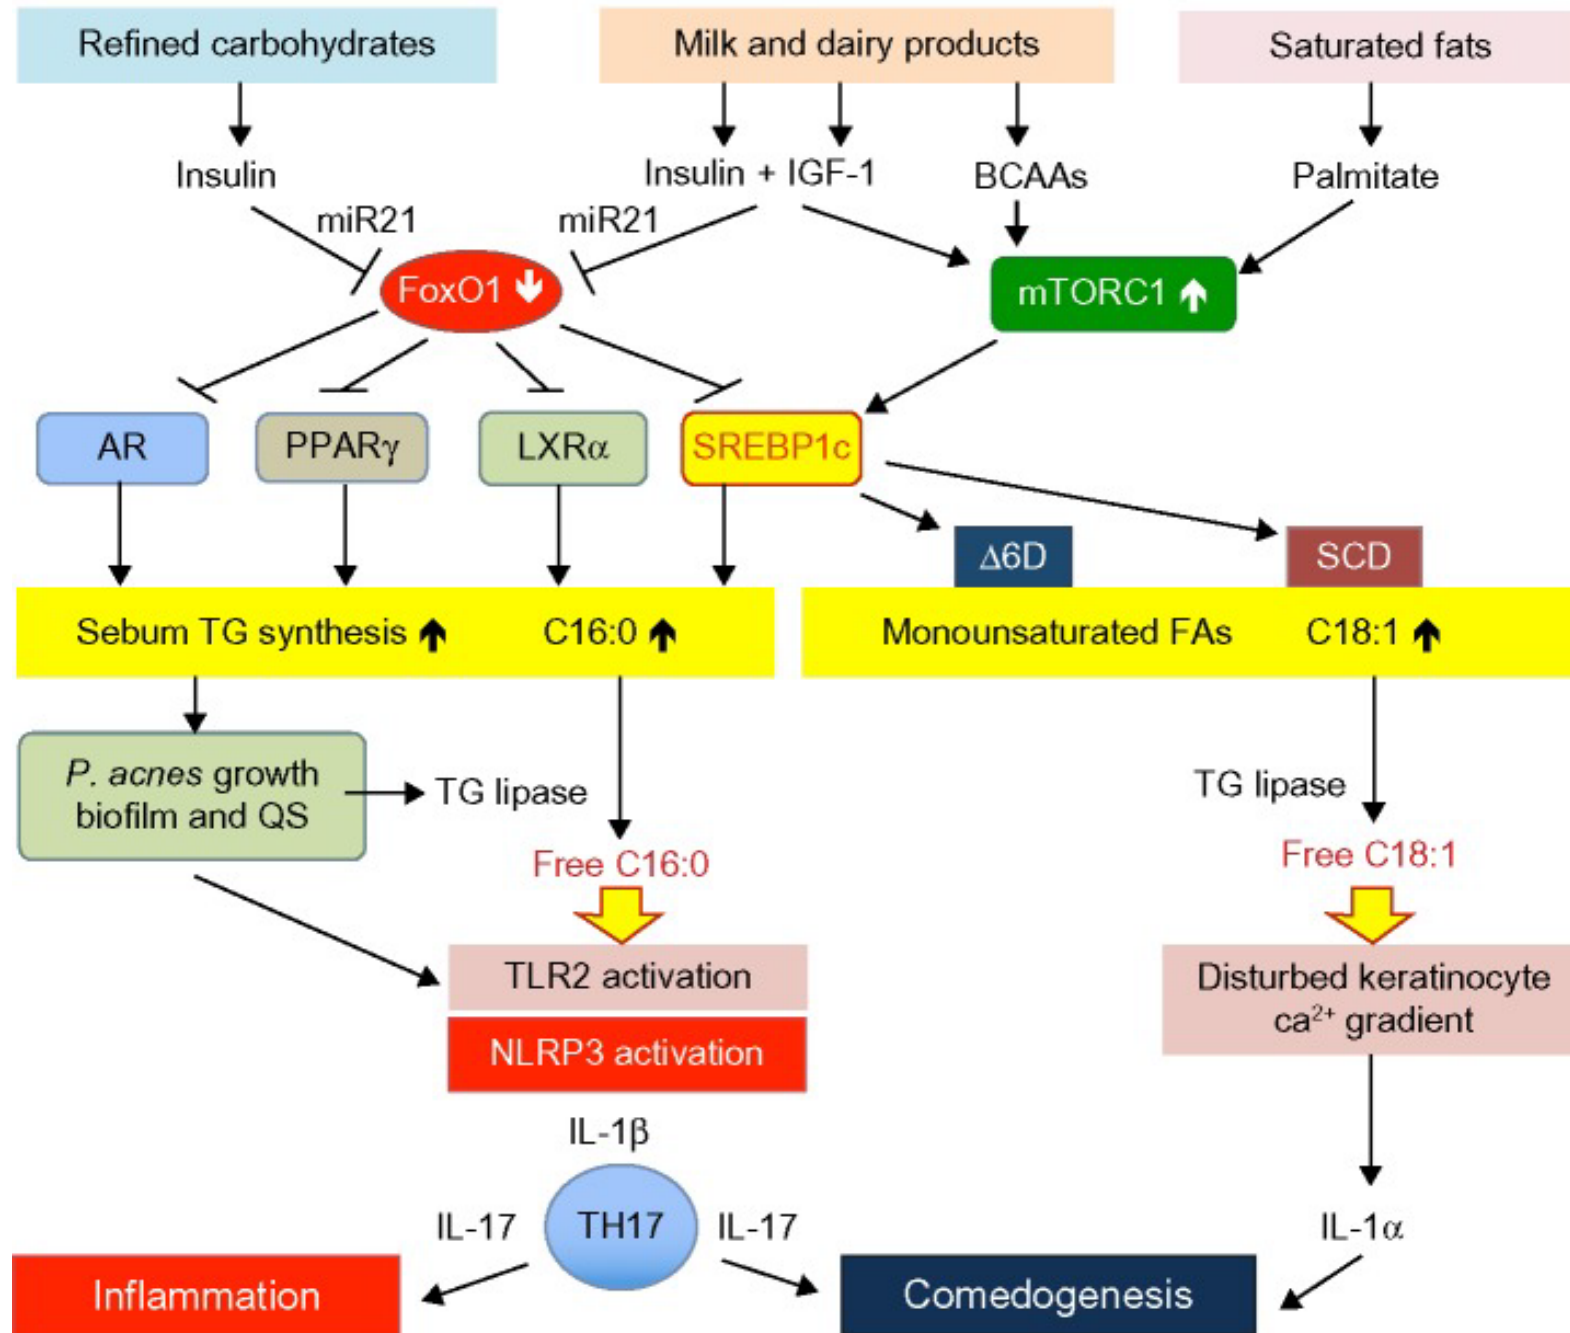 Refined carbohydrates
Milk and dairy products
Saturated fats
Insulin
Insulin + IGF-1
BCAAs
Palmitate
miR21
miR21
FoxO1
mTORC1
AR
PPARγ
LXRα
SREBP1c
Δ6D
SCD
Sebum TG synthesis
C16:0
Monounsaturated FAs
C18:1
P. acnes growth
biofilm and QS
TG lipase
TG lipase
Free C16:0
Free C18:1
TLR2 activation
NLRP3 activation
Disturbed keratinocyte
ca²⁺ gradient
IL-1β
IL-17
TH17
IL-17
IL-1α
Inflammation
Comedogenesis